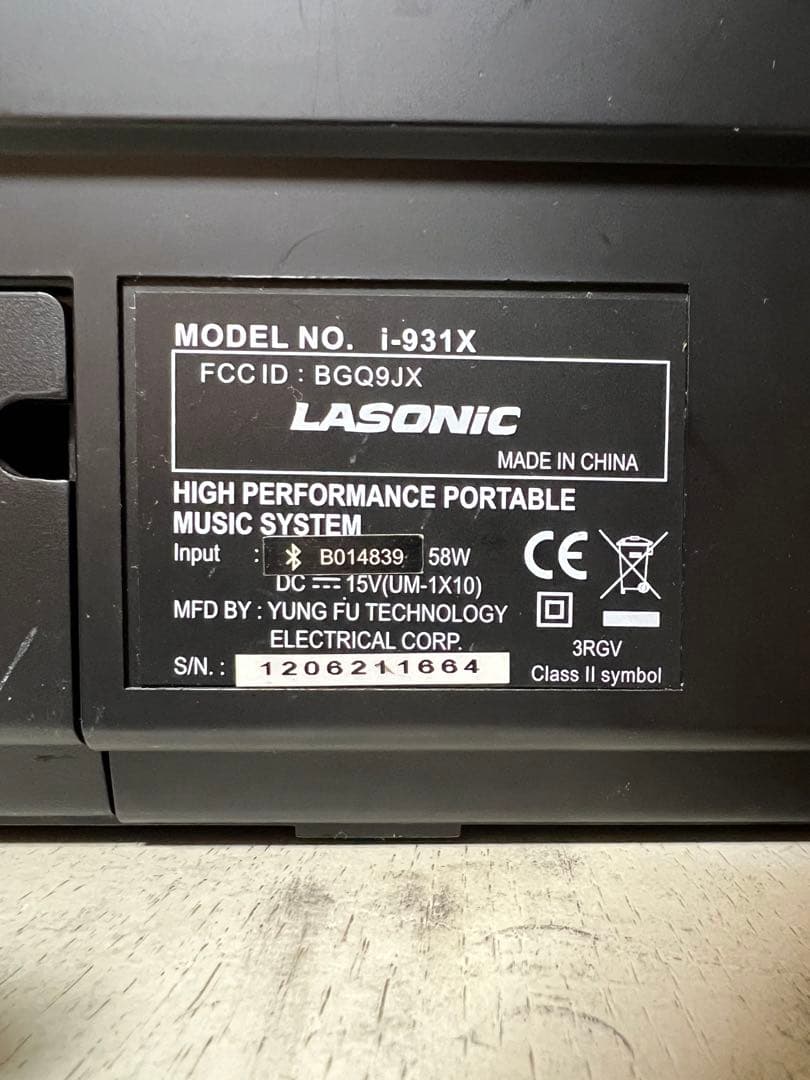 MODEL NO. i-931X
FCC ID : BGQ9JX
LASONiC
MADE IN CHINA
HIGH PERFORMANCE PORTABLE
MUSIC SYSTEM
Input : B014839 58W
DC 15V(UM-1X10)
MFD BY : YUNG FU TECHNOLOGY
ELECTRICAL CORP.
S/N. : 1206211664
CE
3RGV
Class II symbol